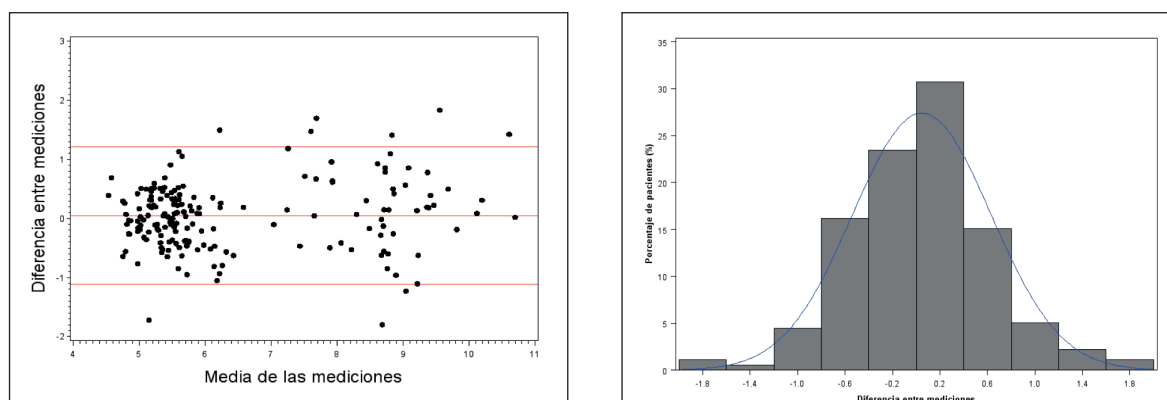 3
2
1
0
-1
-2
Diferencia entre mediciones
4 5 6 7 8 9 10 11
Media de las mediciones
35
30
25
20
15
10
5
0
Porcentaje de pacientes (%)
-1.8 -1.4 -1.0 -0.6 -0.2 0.2 0.6 1.0 1.4 1.8
Diferencia entre mediciones